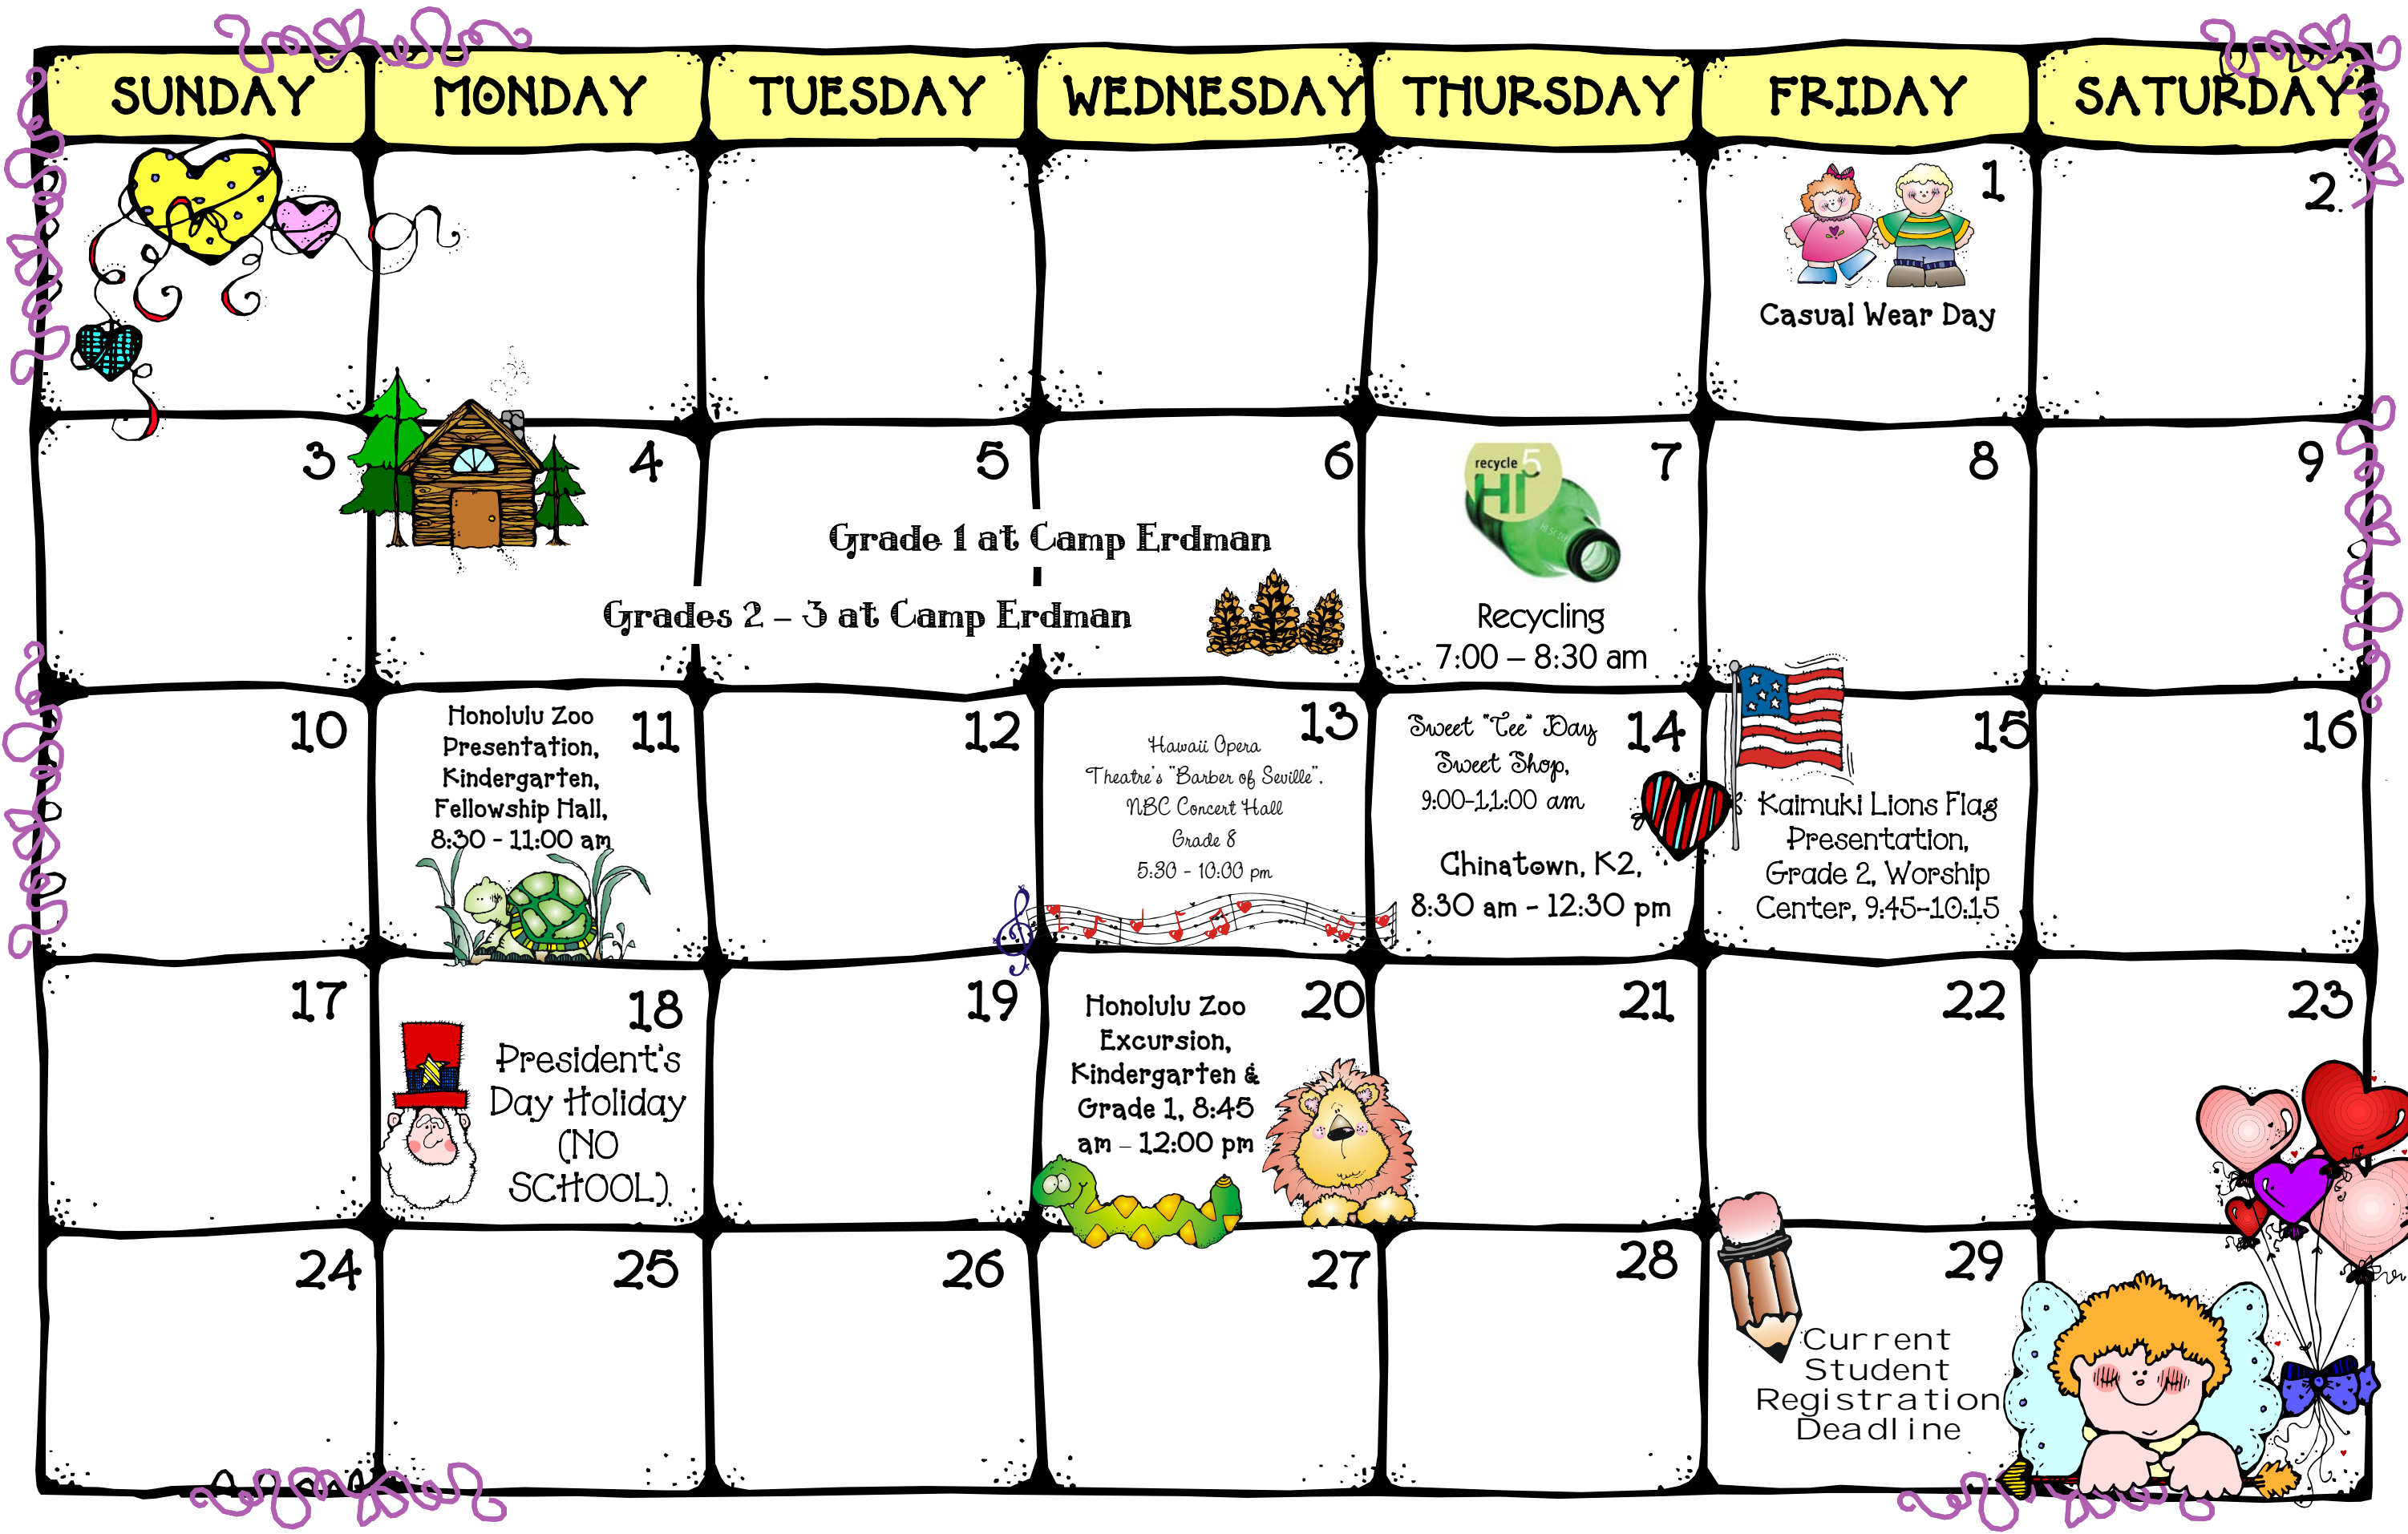 SUNDAY MONDAY TUESDAY WEDNESDAY THURSDAY FRIDAY SATURDAY
1
Casual Wear Day
2
3
4
5
6
Grade 1 at Camp Erdman
Grades 2 – 3 at Camp Erdman
recycle 5
HI
7
Recycling
7:00 – 8:30 am
8
9
10
Honolulu Zoo
Presentation,
Kindergarten,
Fellowship Hall,
8:30 - 11:00 am
11
12
13
Hawaii Opera
Theatre's "Barber of Seville",
NBC Concert Hall
Grade 8
5:30 - 10:00 pm
Sweet "Tee" Day
Sweet Shop,
9:00-11:00 am
14
Chinatown, K2,
8:30 am - 12:30 pm
15
Kaimuki Lions Flag
Presentation,
Grade 2, Worship
Center, 9:45-10:15
16
17
18
President's
Day Holiday
(NO
SCHOOL)
19
Honolulu Zoo
Excursion,
Kindergarten &
Grade 1, 8:45
am – 12:00 pm
20
21
22
23
24
25
26
27
28
29
Current
Student
Registration
Deadline